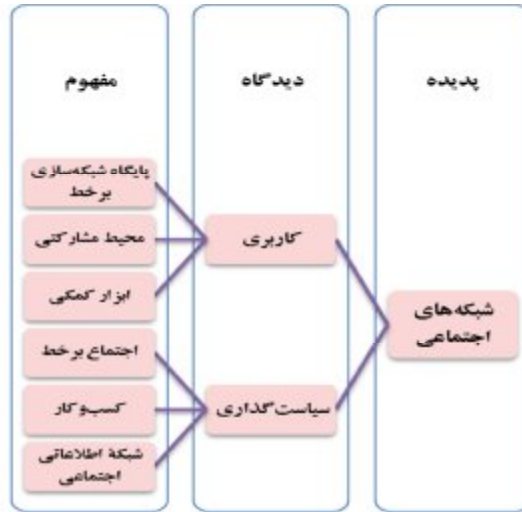 پدیده
دیدگاه
مفهوم
شبکه‌های
اجتماعی
کاربری
سیاست‌گذاری
پایگاه شبکه‌سازی
برخط
محیط مشارکتی
ابزار کمکی
اجتماع برخط
کسب‌وکار
شبکۀ اطلاعاتی
اجتماعی